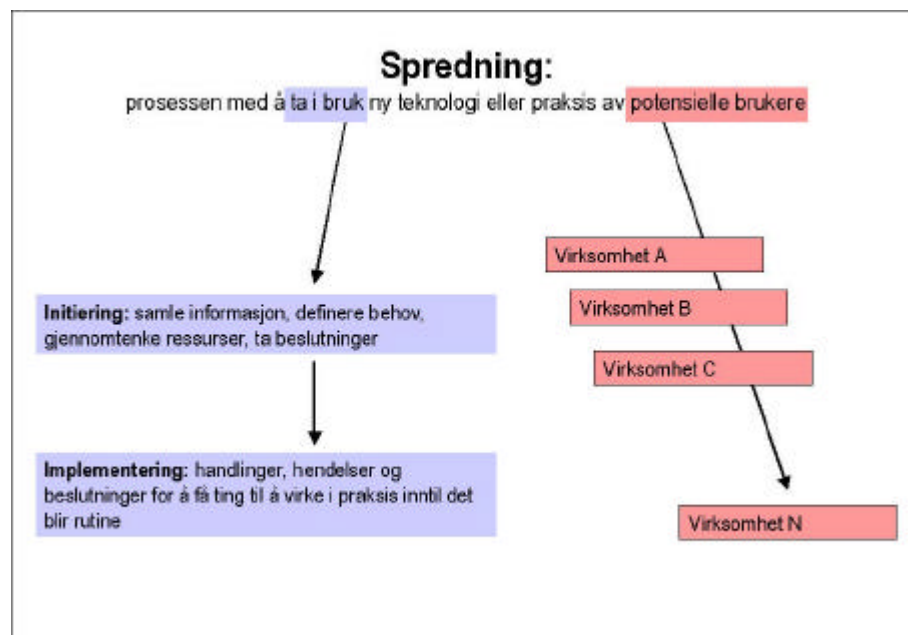 Spredning:
prosessen med å ta i bruk ny teknologi eller praksis av potensielle brukere
Initiering: samle informasjon, definere behov,
gjennomtenke ressurser, ta beslutninger
Implementering: handlinger, hendelser og
beslutninger for å få ting til å virke i praksis inntil det
blir rutine
Virksomhet A
Virksomhet B
Virksomhet C
Virksomhet N